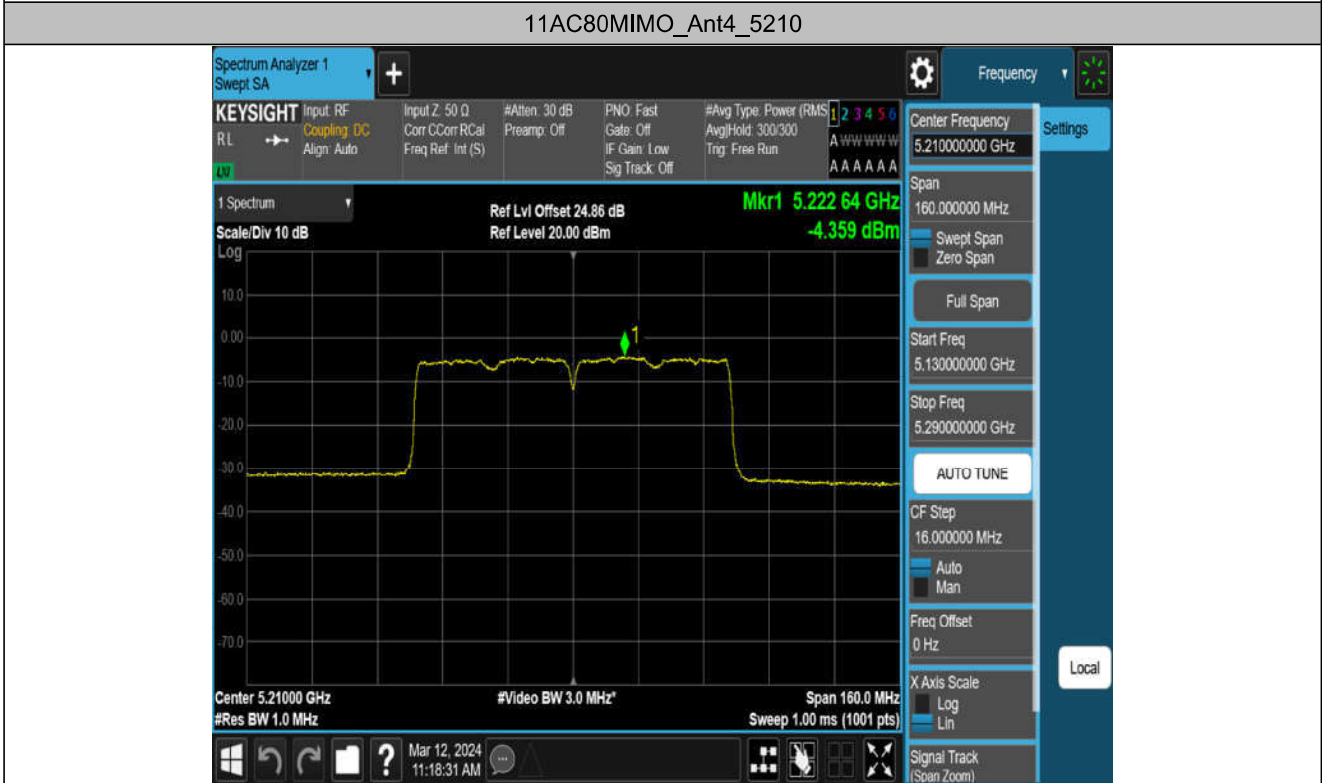 11AC80MIMO_Ant4_5210
Spectrum Analyzer 1
Swept SA
+
Frequency
KEYSIGHT
RL
Input: RF
Coupling: DC
Align: Auto
Input Z: 50 Ω
Corr CCorr RCal
Freq Ref: Int (S)
#Atten: 30 dB
Preamp: Off
PNO: Fast
Gate: Off
IF Gain: Low
Sig Track: Off
#Avg Type: Power (RMS
Avg|Hold: 300/300
Trig: Free Run
1 2 3 4 5 6
A W W W W W
A A A A A A
LXI
1 Spectrum
Scale/Div 10 dB
Log
Ref Lvl Offset 24.86 dB
Ref Level 20.00 dBm
Mkr1 5.222 64 GHz
-4.359 dBm
10.0
0.00
-10.0
-20.0
-30.0
-40.0
-50.0
-60.0
-70.0
1
Center 5.21000 GHz
#Res BW 1.0 MHz
#Video BW 3.0 MHz*
Span 160.0 MHz
Sweep 1.00 ms (1001 pts)
Center Frequency
5.210000000 GHz
Settings
Span
160.000000 MHz
Swept Span
Zero Span
Full Span
Start Freq
5.130000000 GHz
Stop Freq
5.290000000 GHz
AUTO TUNE
CF Step
16.000000 MHz
Auto
Man
Freq Offset
0 Hz
X Axis Scale
Log
Lin
Local
Signal Track
(Span Zoom)
?
Mar 12, 2024
11:18:31 AM